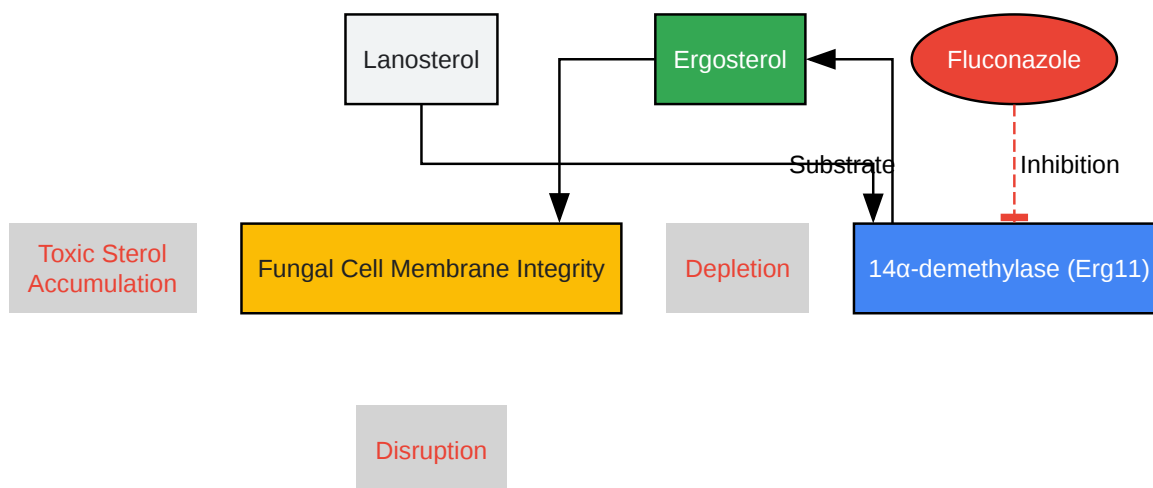 Lanosterol
Ergosterol
Fluconazole
Substrate
Inhibition
Toxic Sterol
Accumulation
Fungal Cell Membrane Integrity
Depletion
14α-demethylase (Erg11)
Disruption